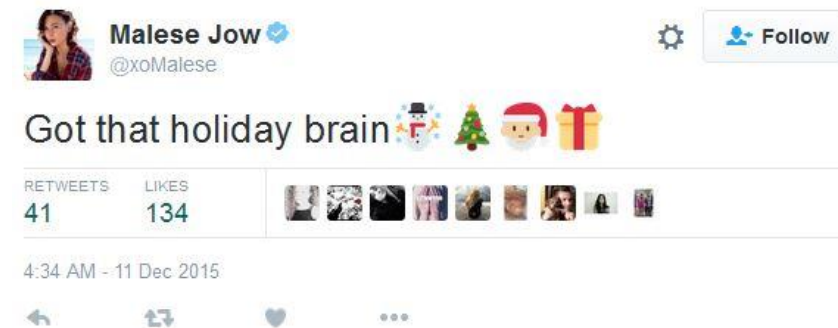 Malese Jow
Follow
@xoMalese
Got that holiday brain☃️🎄🎅🎁
RETWEETS LIKES
41 134
4:34 AM - 11 Dec 2015